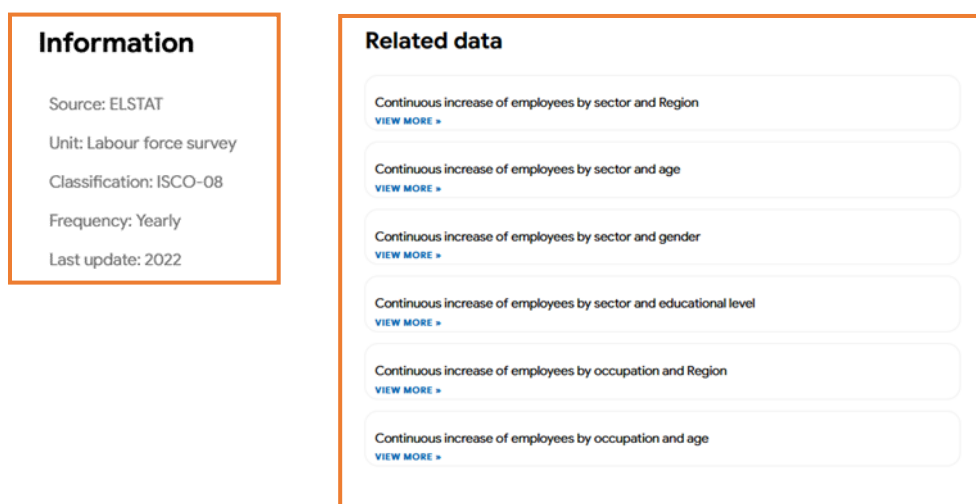 Information
Source: ELSTAT
Unit: Labour force survey
Classification: ISCO-08
Frequency: Yearly
Last update: 2022
Related data
Continuous increase of employees by sector and Region
VIEW MORE »
Continuous increase of employees by sector and age
VIEW MORE »
Continuous increase of employees by sector and gender
VIEW MORE »
Continuous increase of employees by sector and educational level
VIEW MORE »
Continuous increase of employees by occupation and Region
VIEW MORE »
Continuous increase of employees by occupation and age
VIEW MORE »